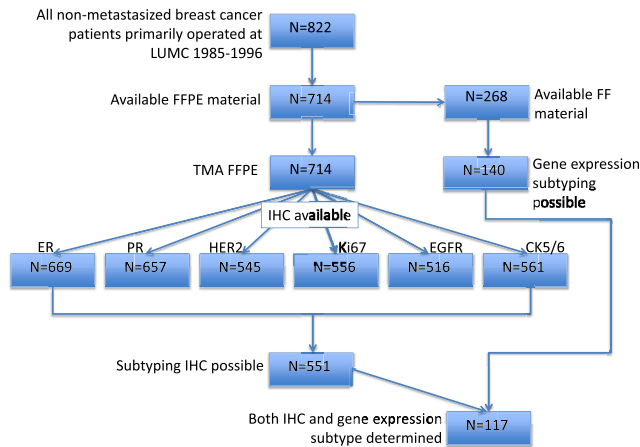 All non-metastasized breast cancer
patients primarily operated at
LUMC 1985-1996
N=822
Available FFPE material
N=714
N=268
Available FF
material
TMA FFPE
N=714
N=140
Gene expression
subtyping
possible
IHC available
ER
PR
HER2
Ki67
EGFR
CK5/6
N=669
N=657
N=545
N=556
N=516
N=561
Subtyping IHC possible
N=551
Both IHC and gene expression
subtype determined
N=117